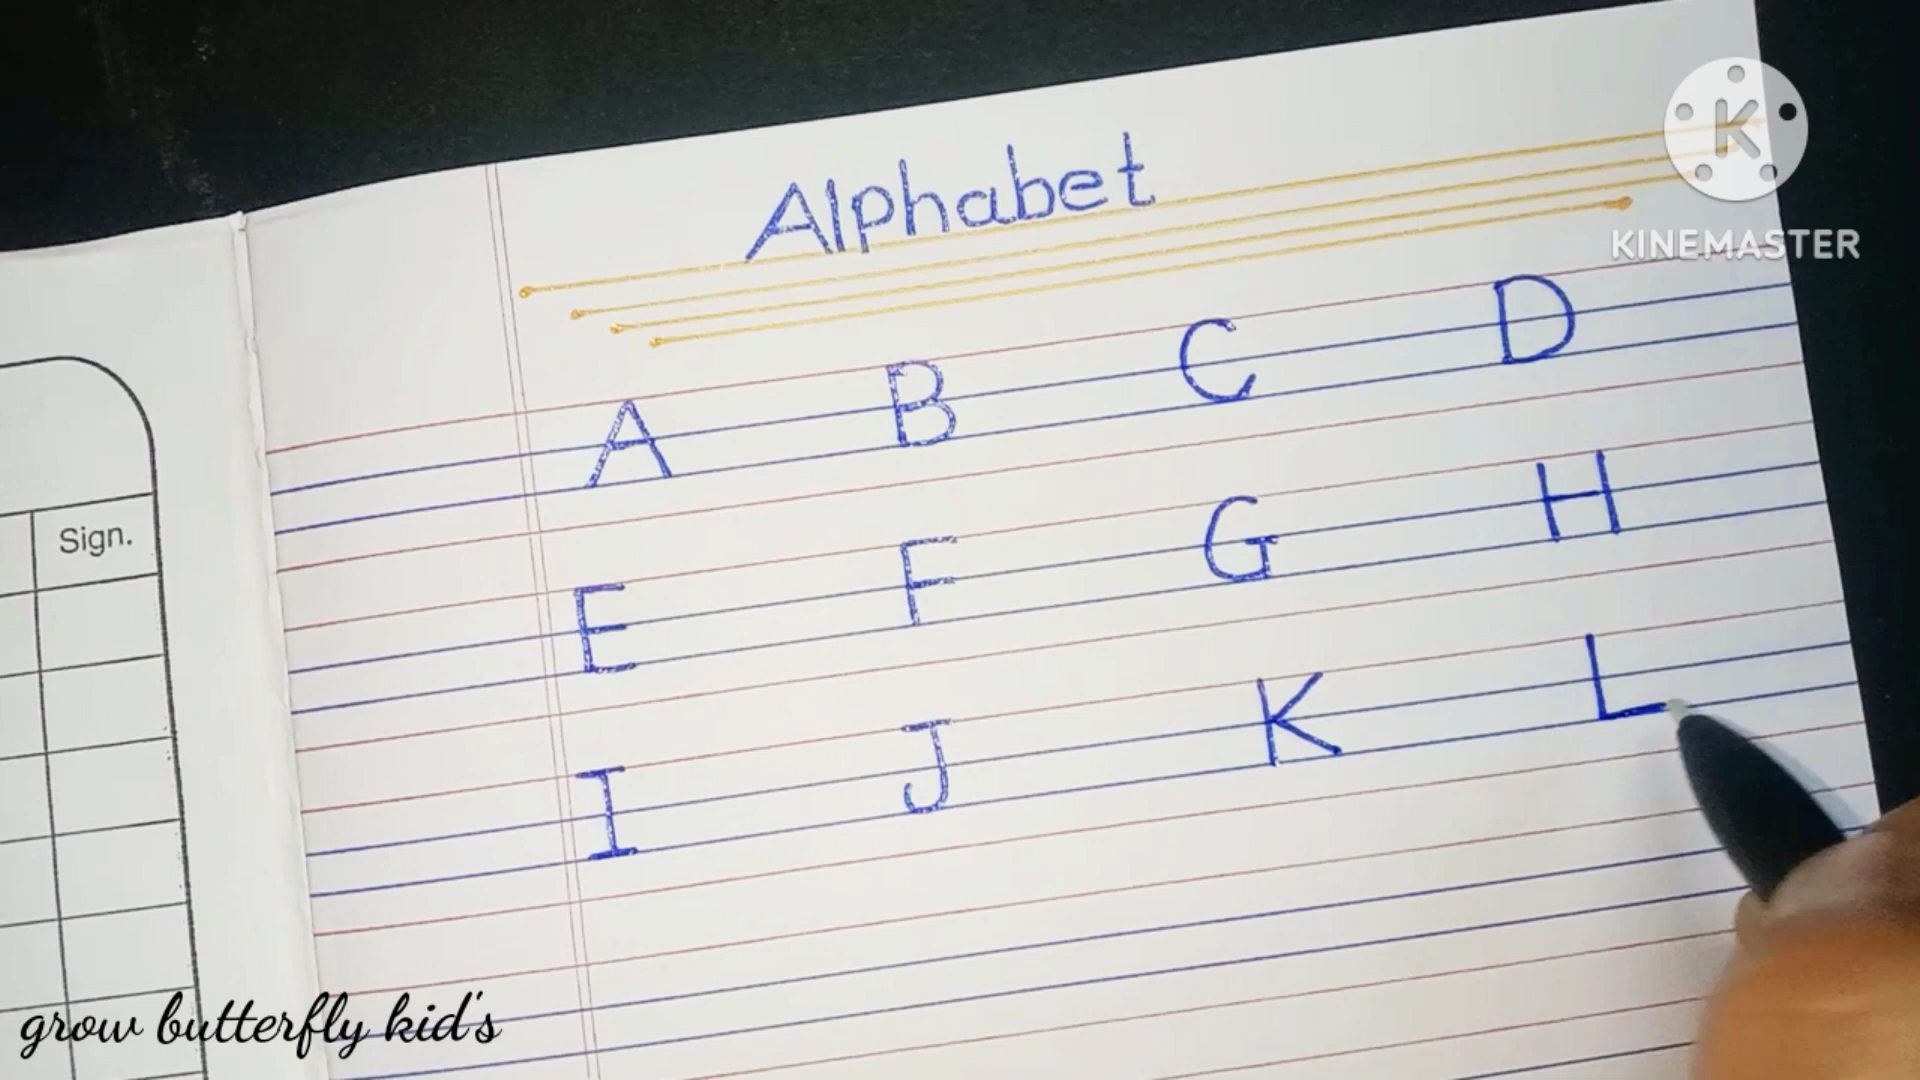 KINEMASTER
Alphabet
A B C D
E F G H
I J K L
Sign.
grow butterfly kid's